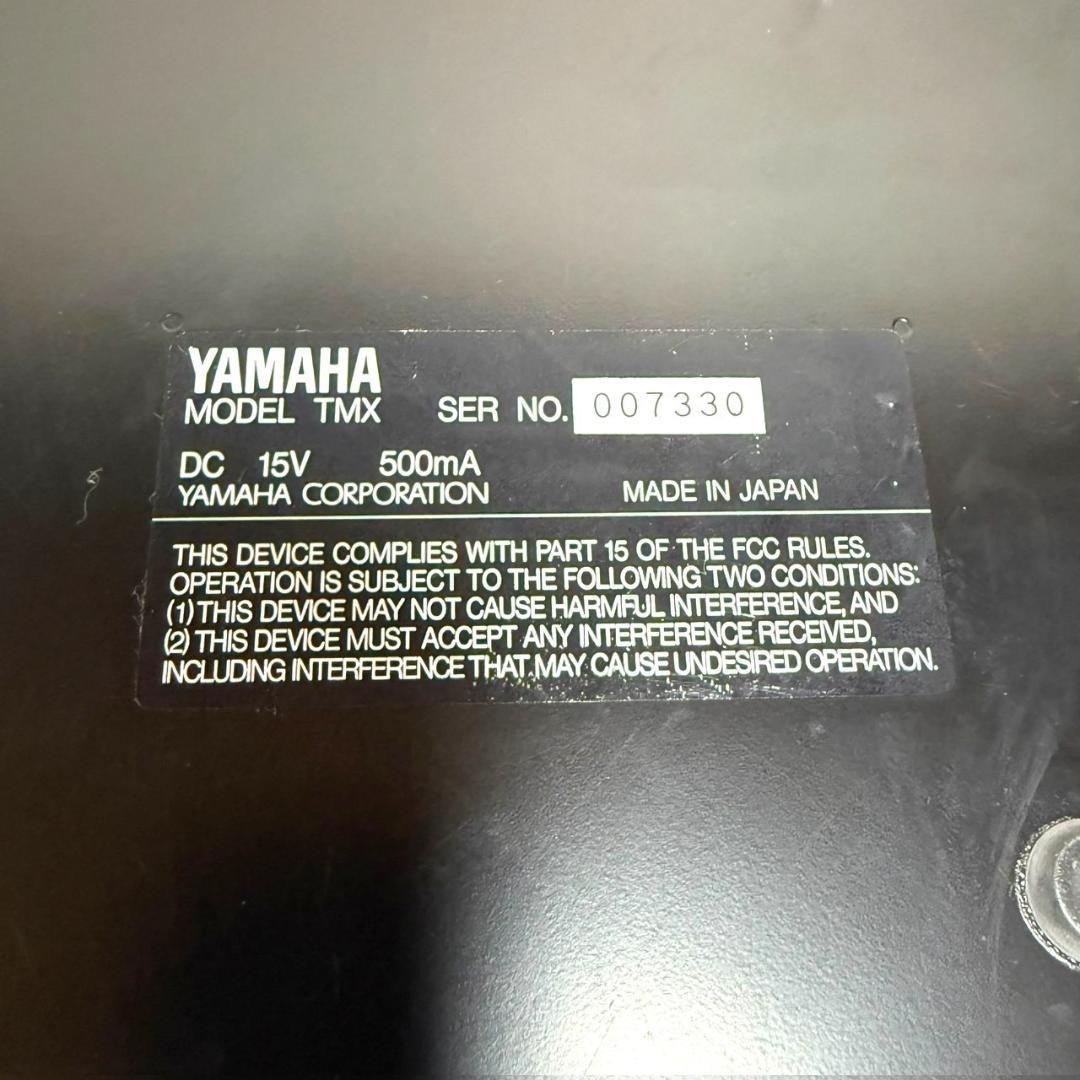 YAMAHA
MODEL TMX SER NO. 007330
DC 15V 500mA
YAMAHA CORPORATION MADE IN JAPAN
THIS DEVICE COMPLIES WITH PART 15 OF THE FCC RULES.
OPERATION IS SUBJECT TO THE FOLLOWING TWO CONDITIONS:
(1) THIS DEVICE MAY NOT CAUSE HARMFUL INTERFERENCE, AND
(2) THIS DEVICE MUST ACCEPT ANY INTERFERENCE RECEIVED,
INCLUDING INTERFERENCE THAT MAY CAUSE UNDESIRED OPERATION.